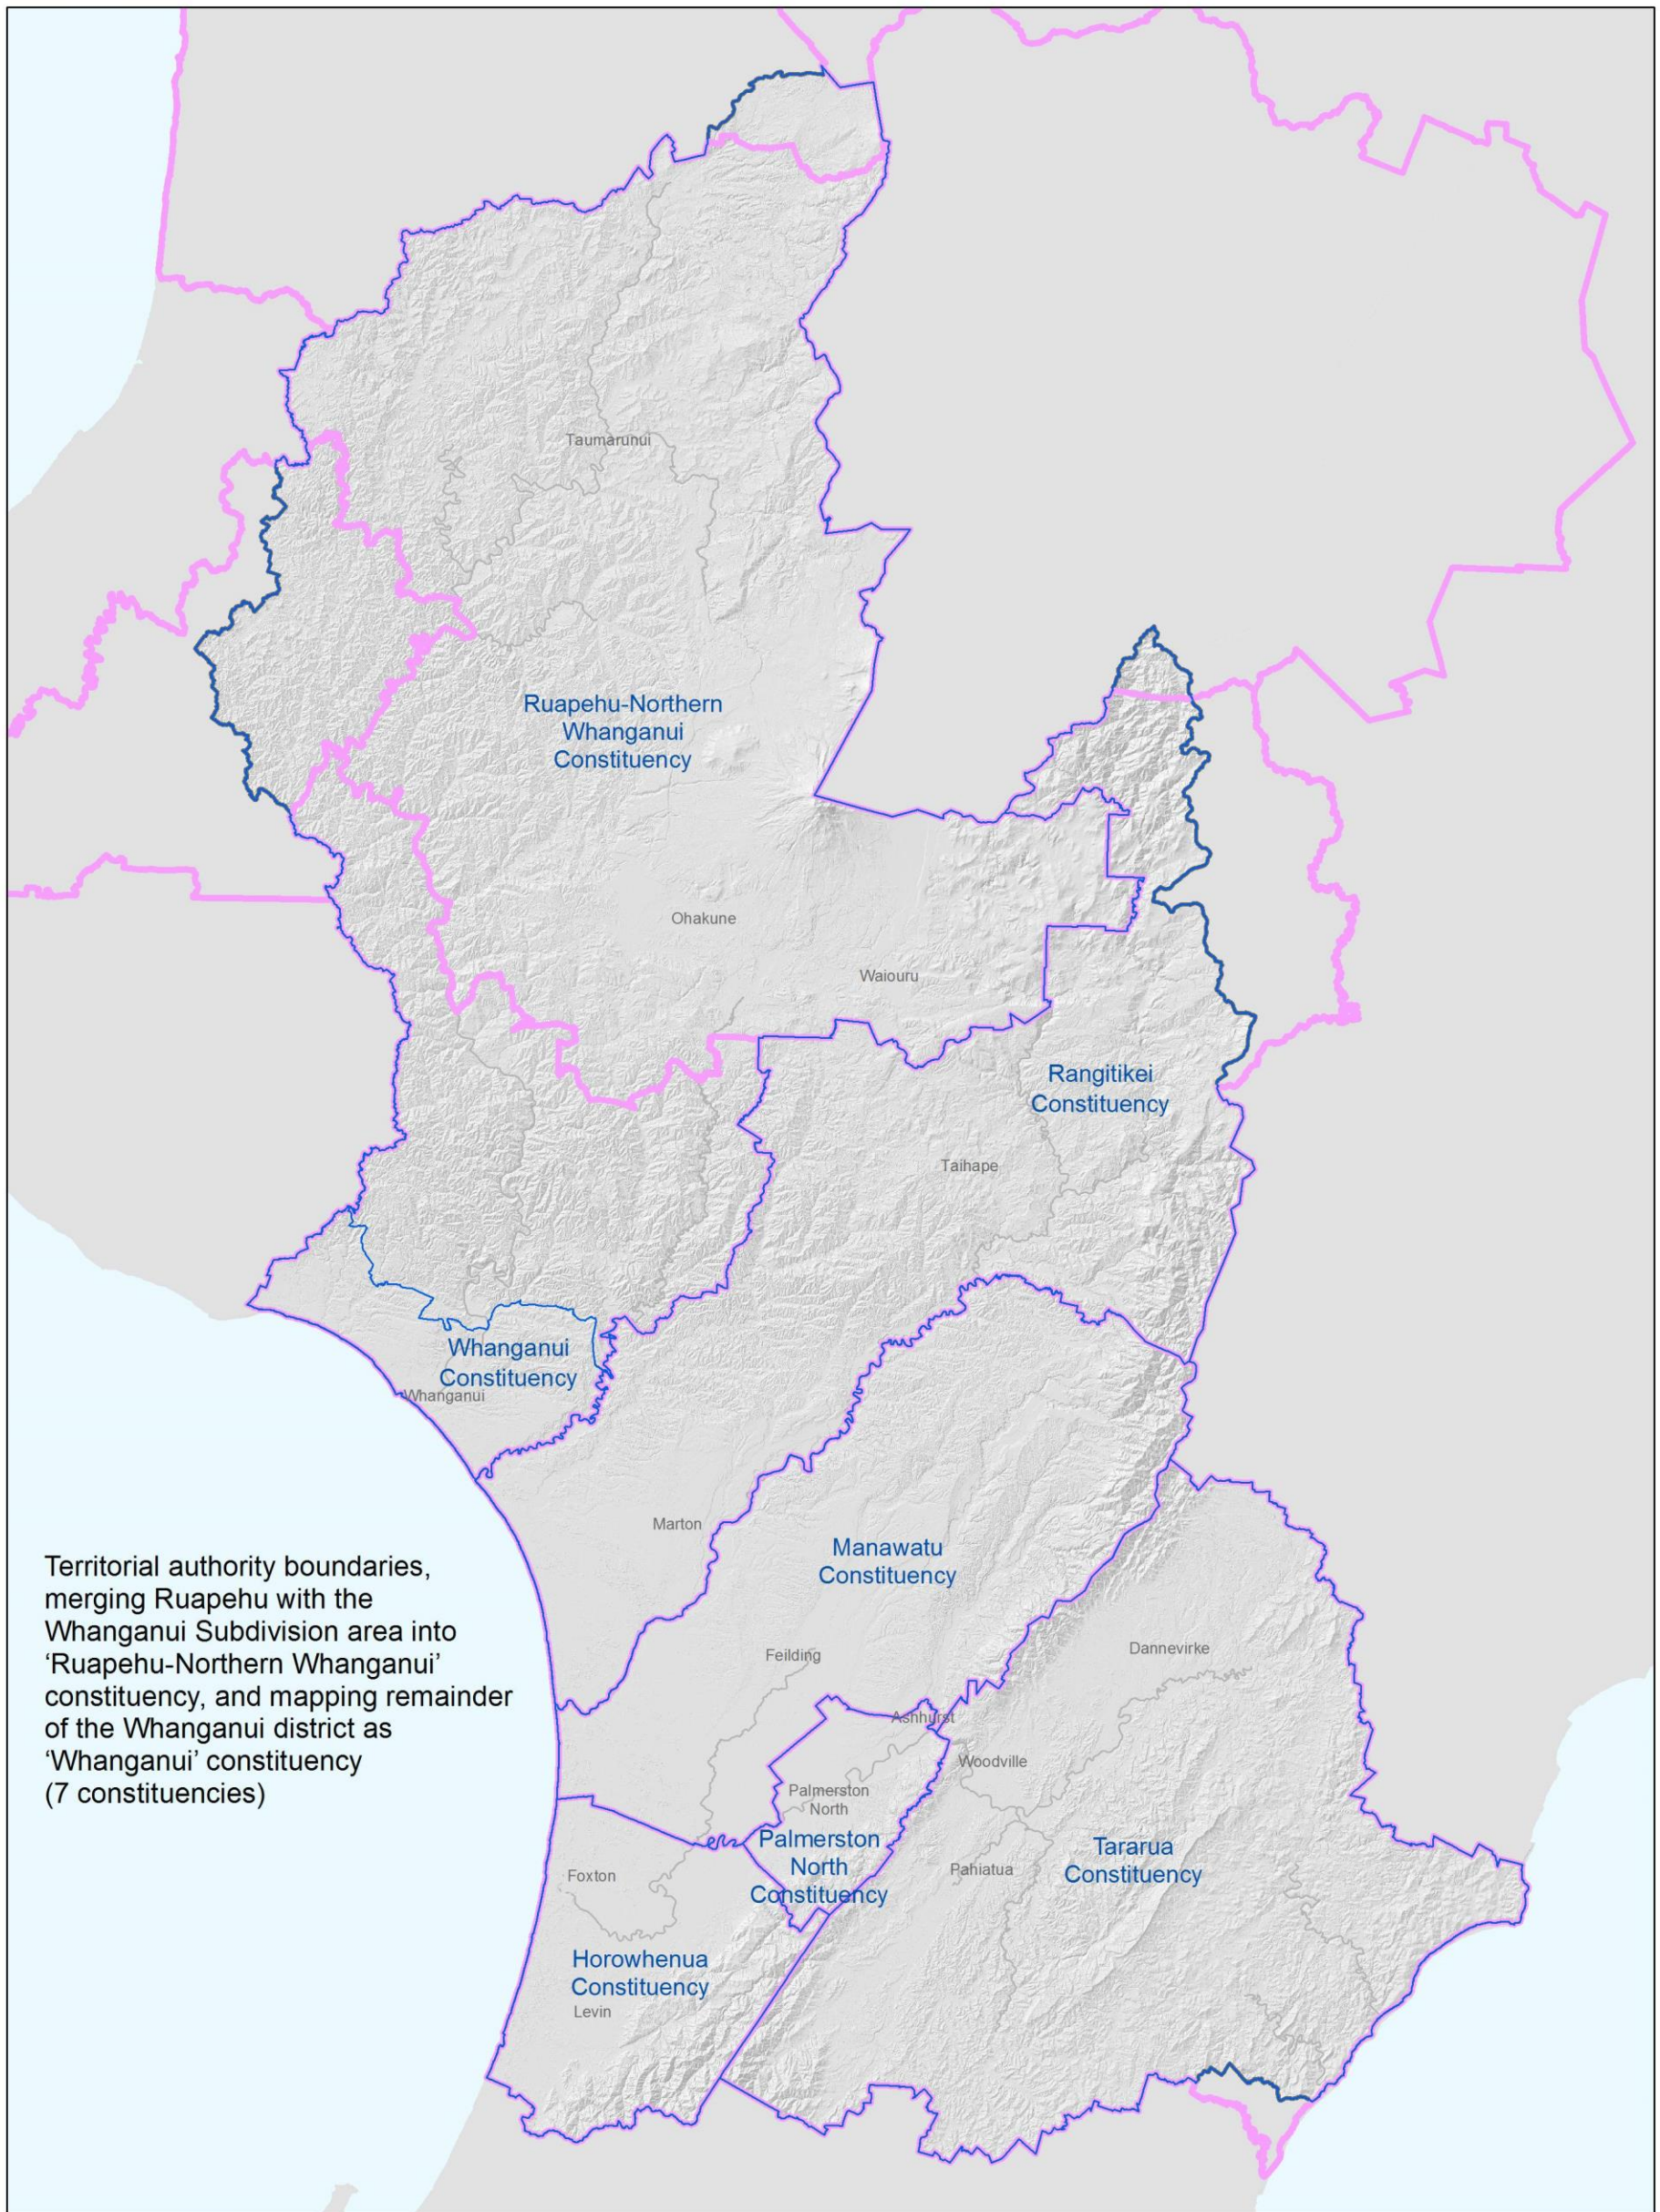 Taumarunui
Ruapehu-Northern
Whanganui
Constituency
Ohakune
Waiouru
Rangitikei
Constituency
Taihape
Whanganui
Constituency
Whanganui
Marton
Manawatu
Constituency
Territorial authority boundaries,
merging Ruapehu with the
Whanganui Subdivision area into
‘Ruapehu-Northern Whanganui’
constituency, and mapping remainder
of the Whanganui district as
‘Whanganui’ constituency
(7 constituencies)
Feilding
Dannevirke
Ashhurst
Woodville
Palmerston
North
Palmerston
North
Constituency
Tararua
Constituency
Pahiatua
Foxton
Horowhenua
Constituency
Levin